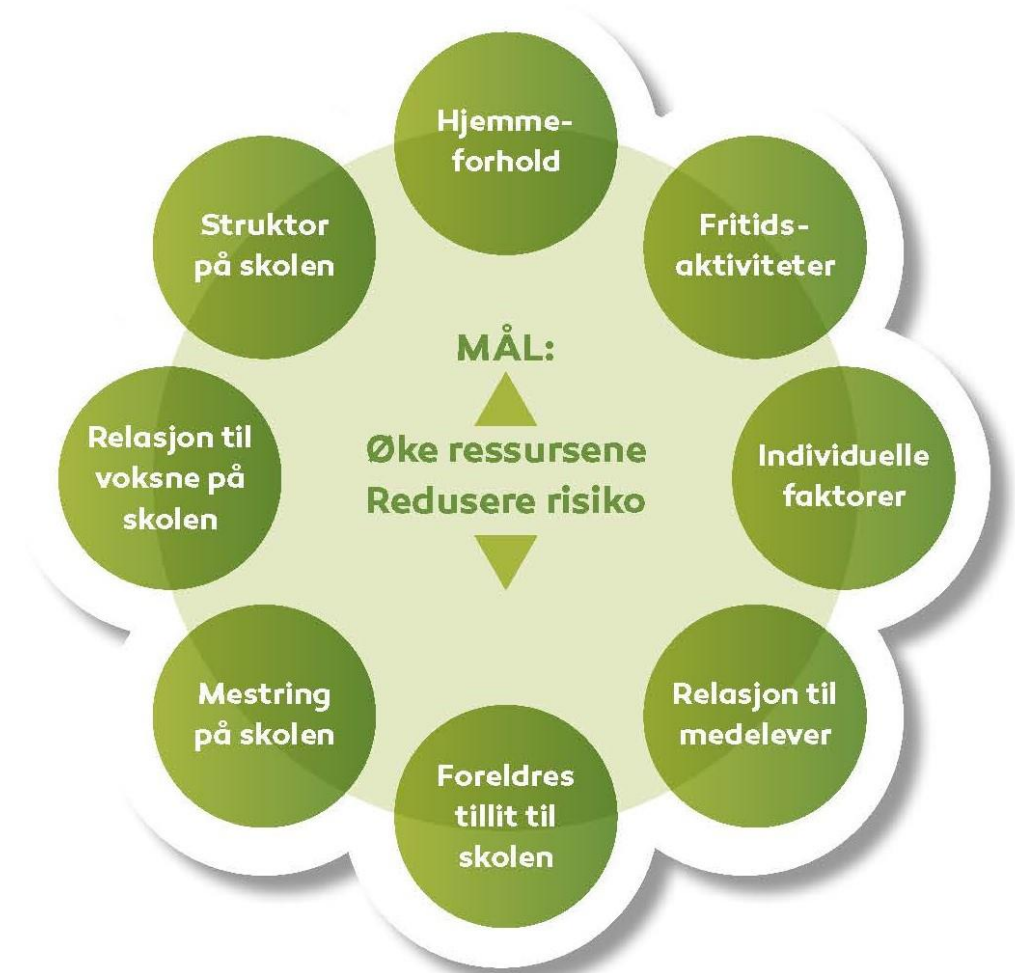 Hjemme-
forhold
Fritids-
aktiviteter
Individuelle
faktorer
Relasjon til
medelever
Foreldres
tillit til
skolen
Mestring
på skolen
Relasjon til
voksne på
skolen
Struktor
på skolen
MÅL:
Øke ressursene
Redusere risiko